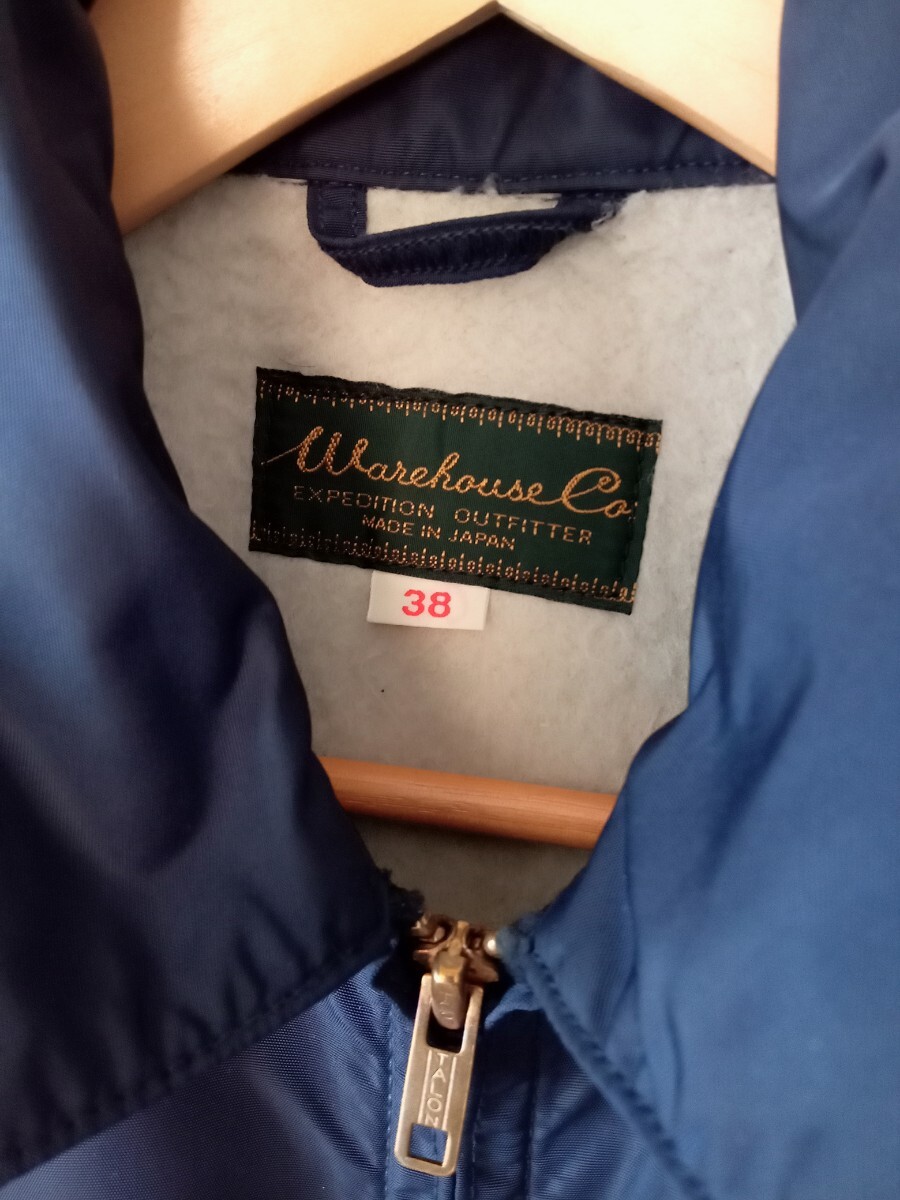 Warehouse Co
EXPEDITION OUTFITTER
MADE IN JAPAN
38
TALON